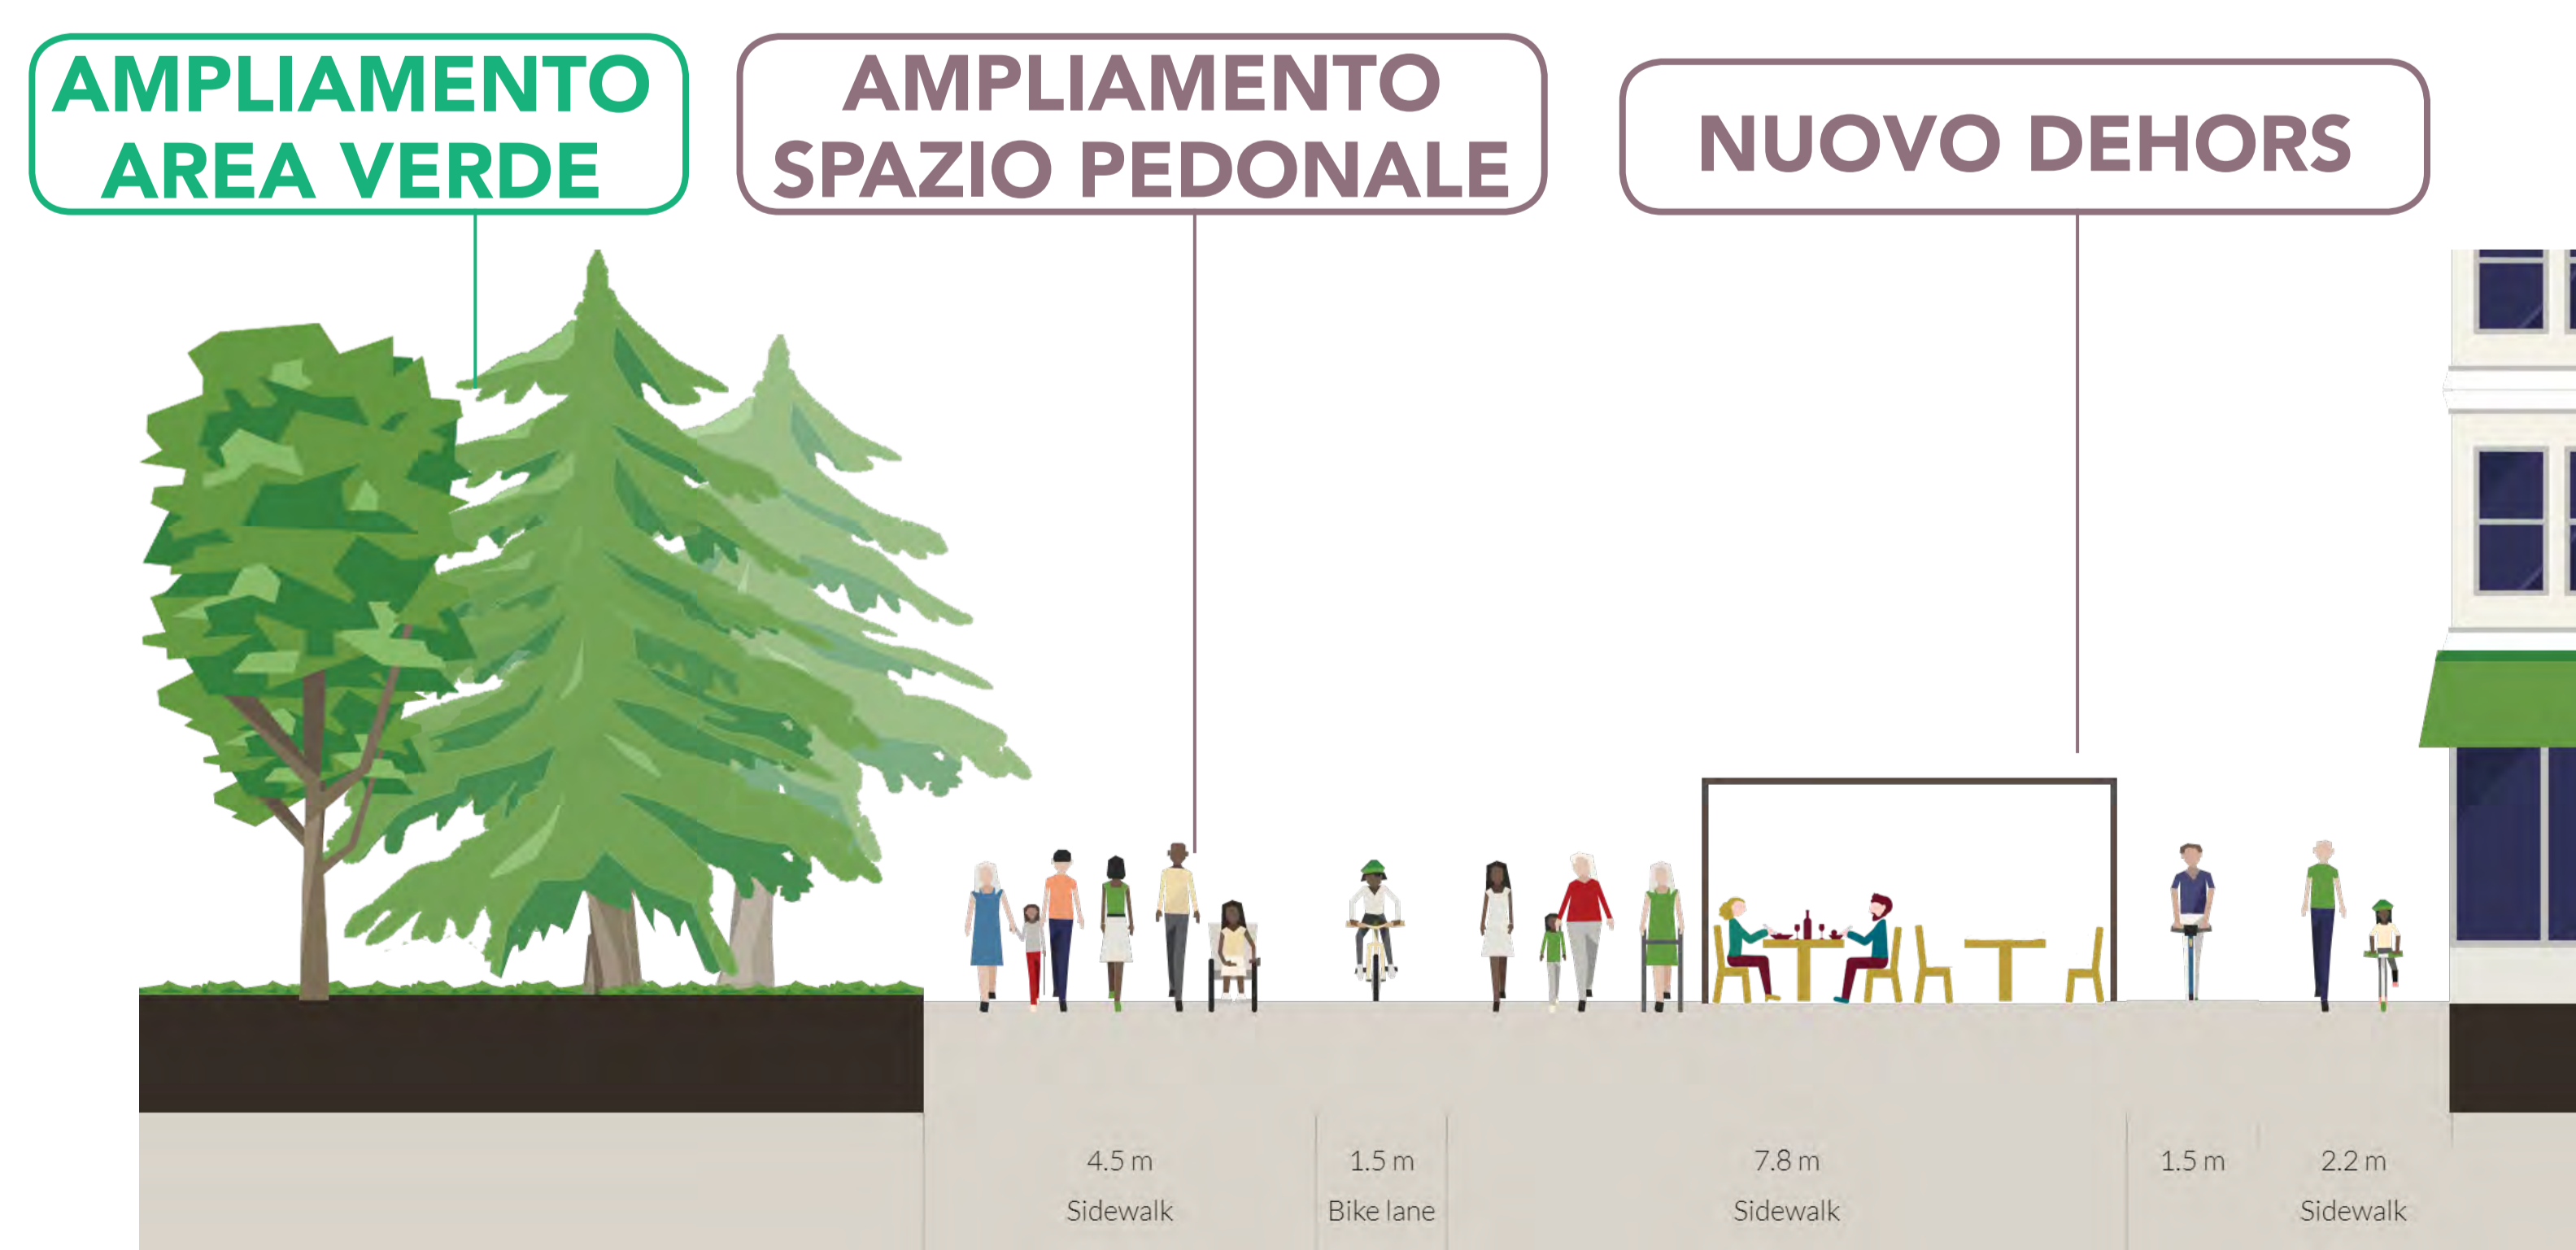 AMPLIAMENTO
AREA VERDE
AMPLIAMENTO
SPAZIO PEDONALE
NUOVO DEHORS
4.5 m
Sidewalk
1.5 m
Bike lane
7.8 m
Sidewalk
1.5 m
2.2 m
Sidewalk